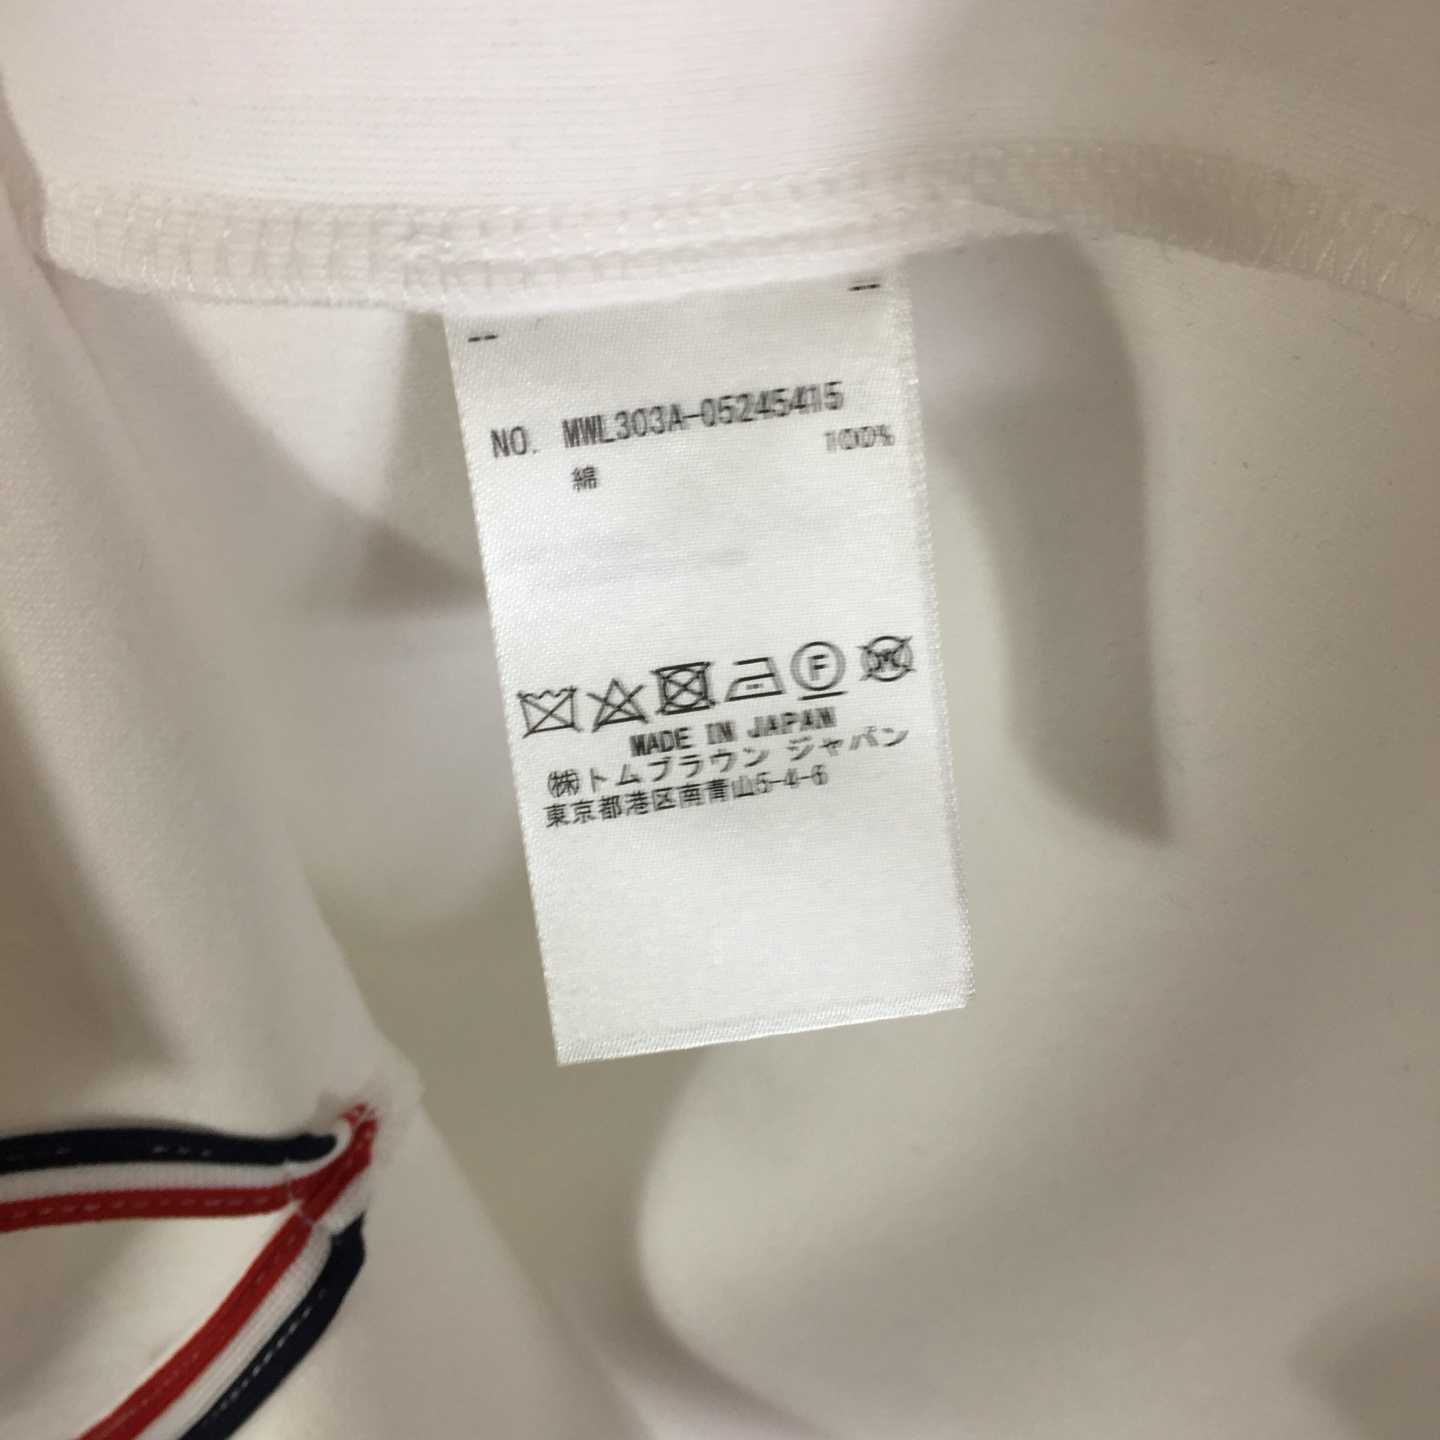 NO. MWL303A-05245415
綿 100%
F
MADE IN JAPAN
㈱トムブラウン ジャパン
東京都港区南青山5-4-6